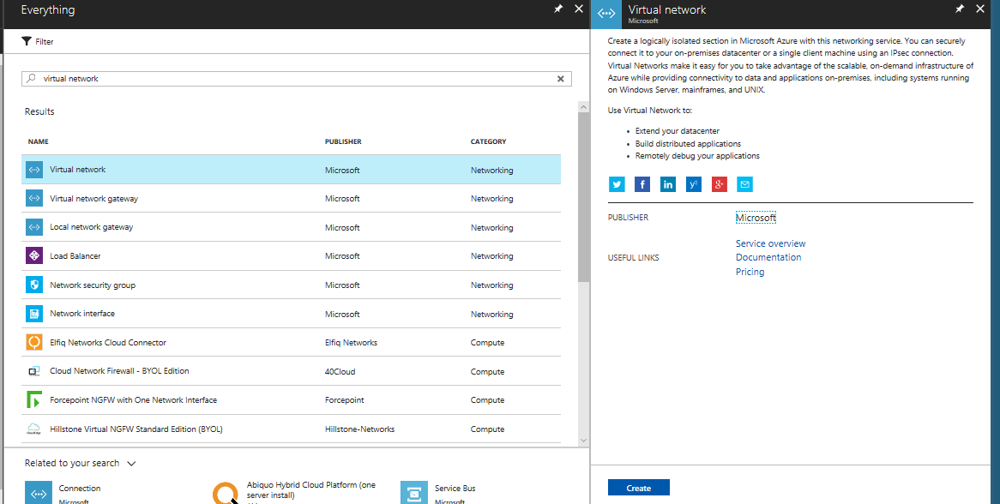 Everything
Filter
virtual network
Results
NAME PUBLISHER CATEGORY
Virtual network Microsoft Networking
Virtual network gateway Microsoft Networking
Local network gateway Microsoft Networking
Load Balancer Microsoft Networking
Network security group Microsoft Networking
Network interface Microsoft Networking
Elfiq Networks Cloud Connector Elfiq Networks Compute
Cloud Network Firewall - BYOL Edition 40Cloud Compute
Forcepoint NGFW with One Network Interface Forcepoint Compute
Hillstone Virtual NGFW Standard Edition (BYOL) Hillstone-Networks Compute
Related to your search
Connection
Microsoft
Abiquo Hybrid Cloud Platform (one
server install)
Service Bus
Microsoft
Virtual network
Microsoft
Create a logically isolated section in Microsoft Azure with this networking service. You can securely
connect it to your on-premises datacenter or a single client machine using an IPsec connection.
Virtual Networks make it easy for you to take advantage of the scalable, on-demand infrastructure of
Azure while providing connectivity to data and applications on-premises, including systems running
on Windows Server, mainframes, and UNIX.
Use Virtual Network to:
• Extend your datacenter
• Build distributed applications
• Remotely debug your applications
PUBLISHER Microsoft
Service overview
USEFUL LINKS Documentation
Pricing
Create